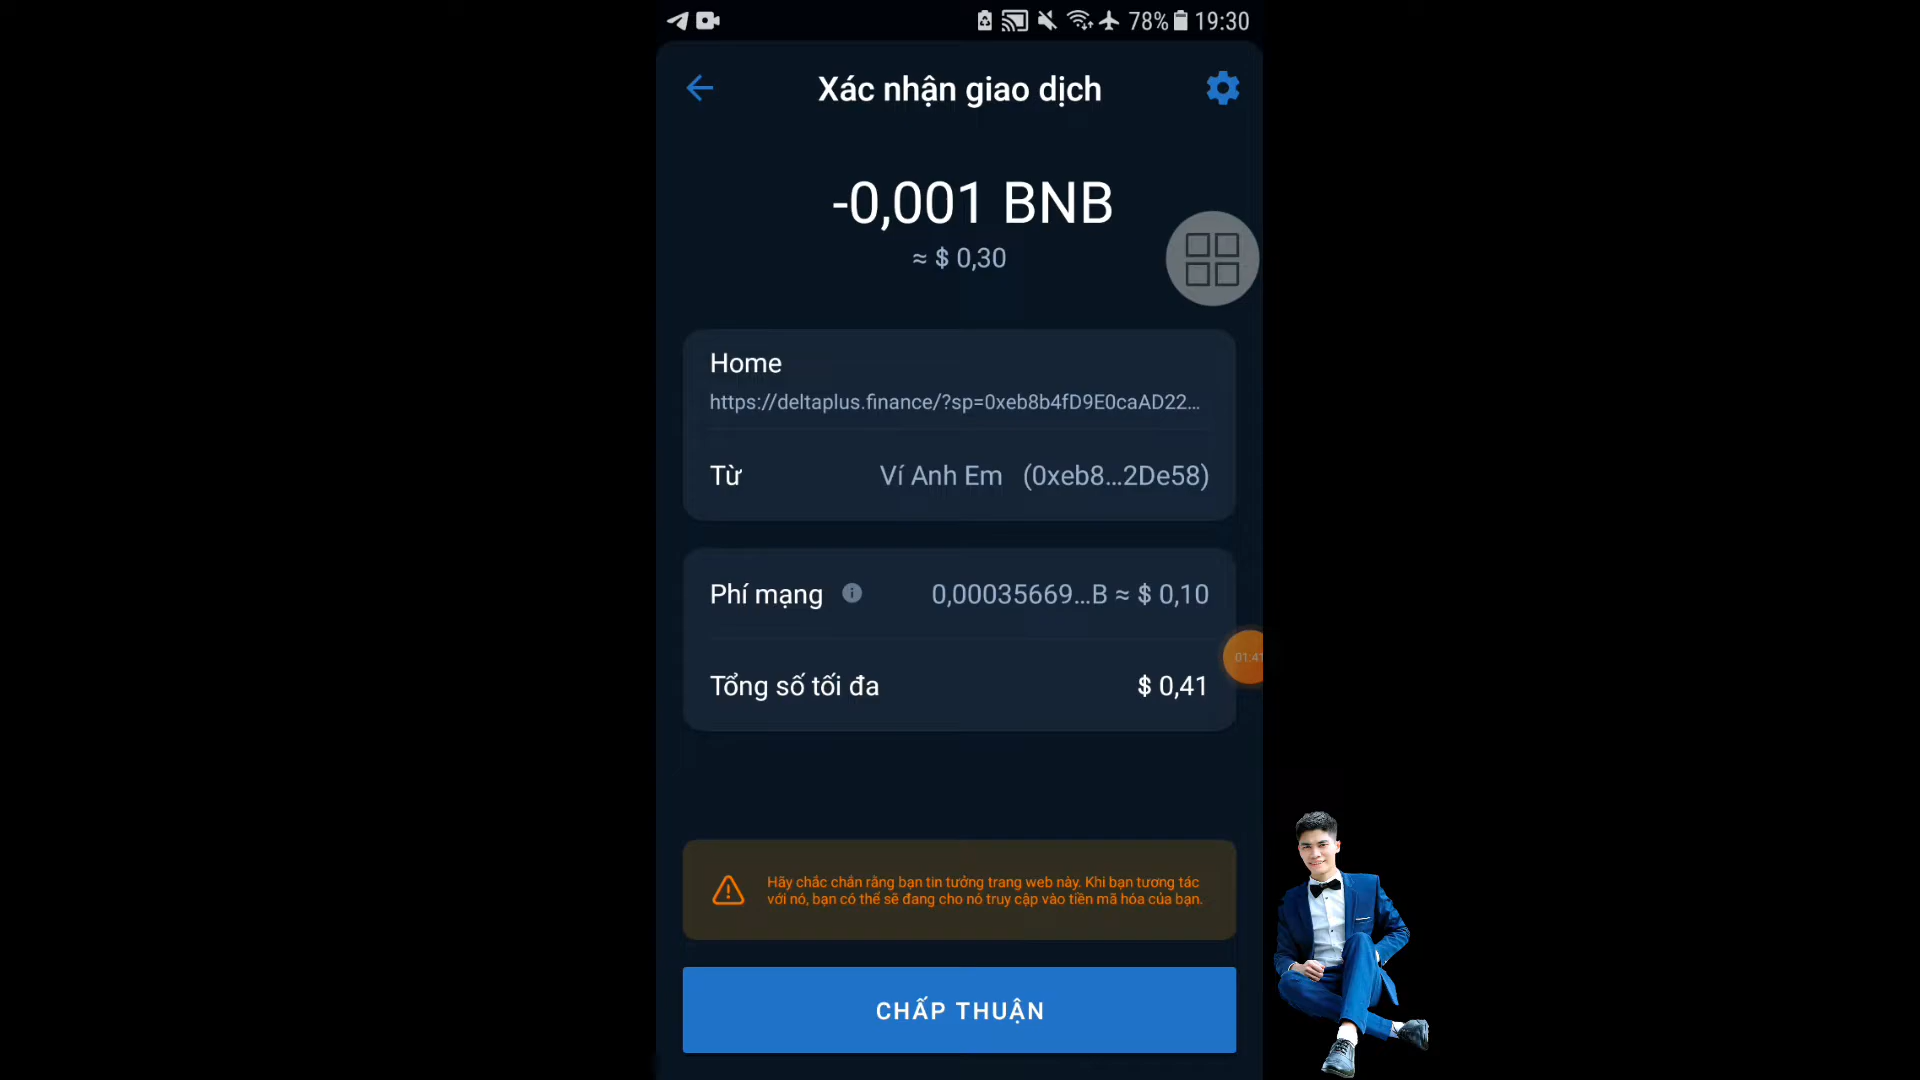 78% 19:30
Xác nhận giao dịch
-0,001 BNB
≈ $ 0,30
Home
https://deltaplus.finance/?sp=0xeb8b4fD9E0caAD22...
Từ Ví Anh Em (0xeb8...2De58)
Phí mạng 0,00035669...B ≈ $ 0,10
01:41
Tổng số tối đa $ 0,41
Hãy chắc chắn rằng bạn tin tưởng trang web này. Khi bạn tương tác
với nó, bạn có thể sẽ đang cho nó truy cập vào tiền mã hóa của bạn.
CHẤP THUẬN